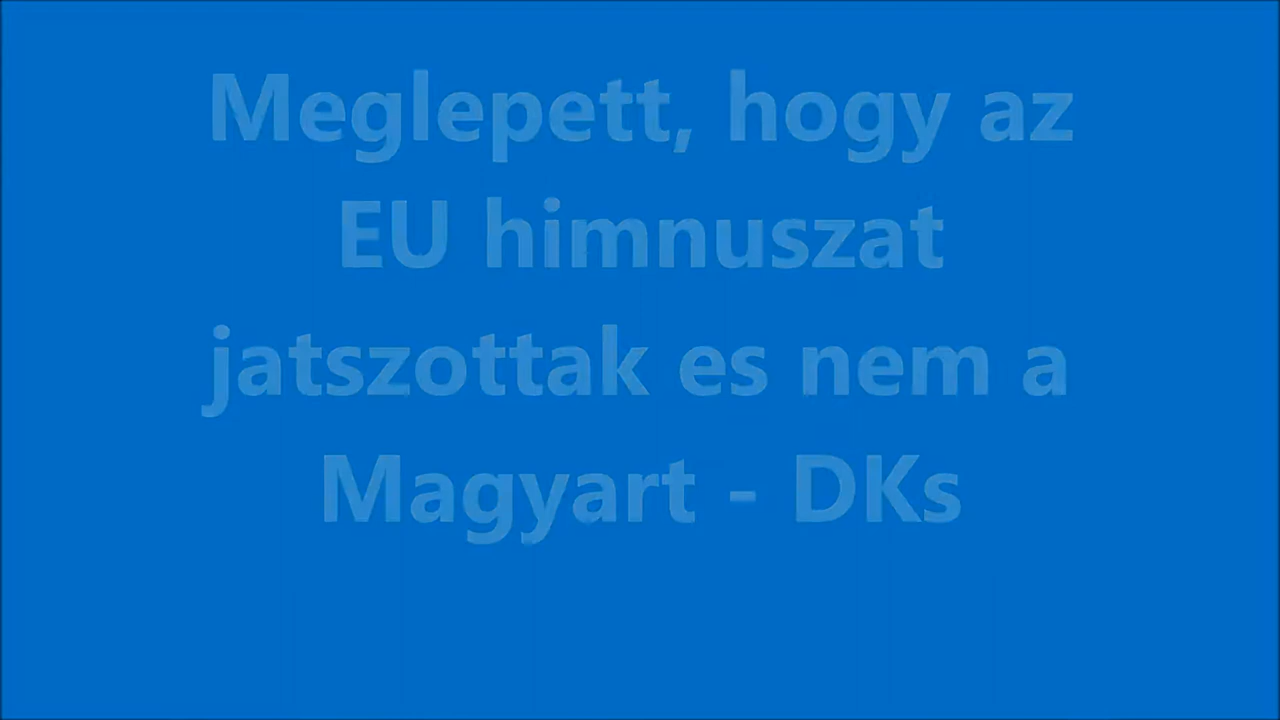 Meglepett, hogy az
EU himnuszat
jatszottak es nem a
Magyart - DKs